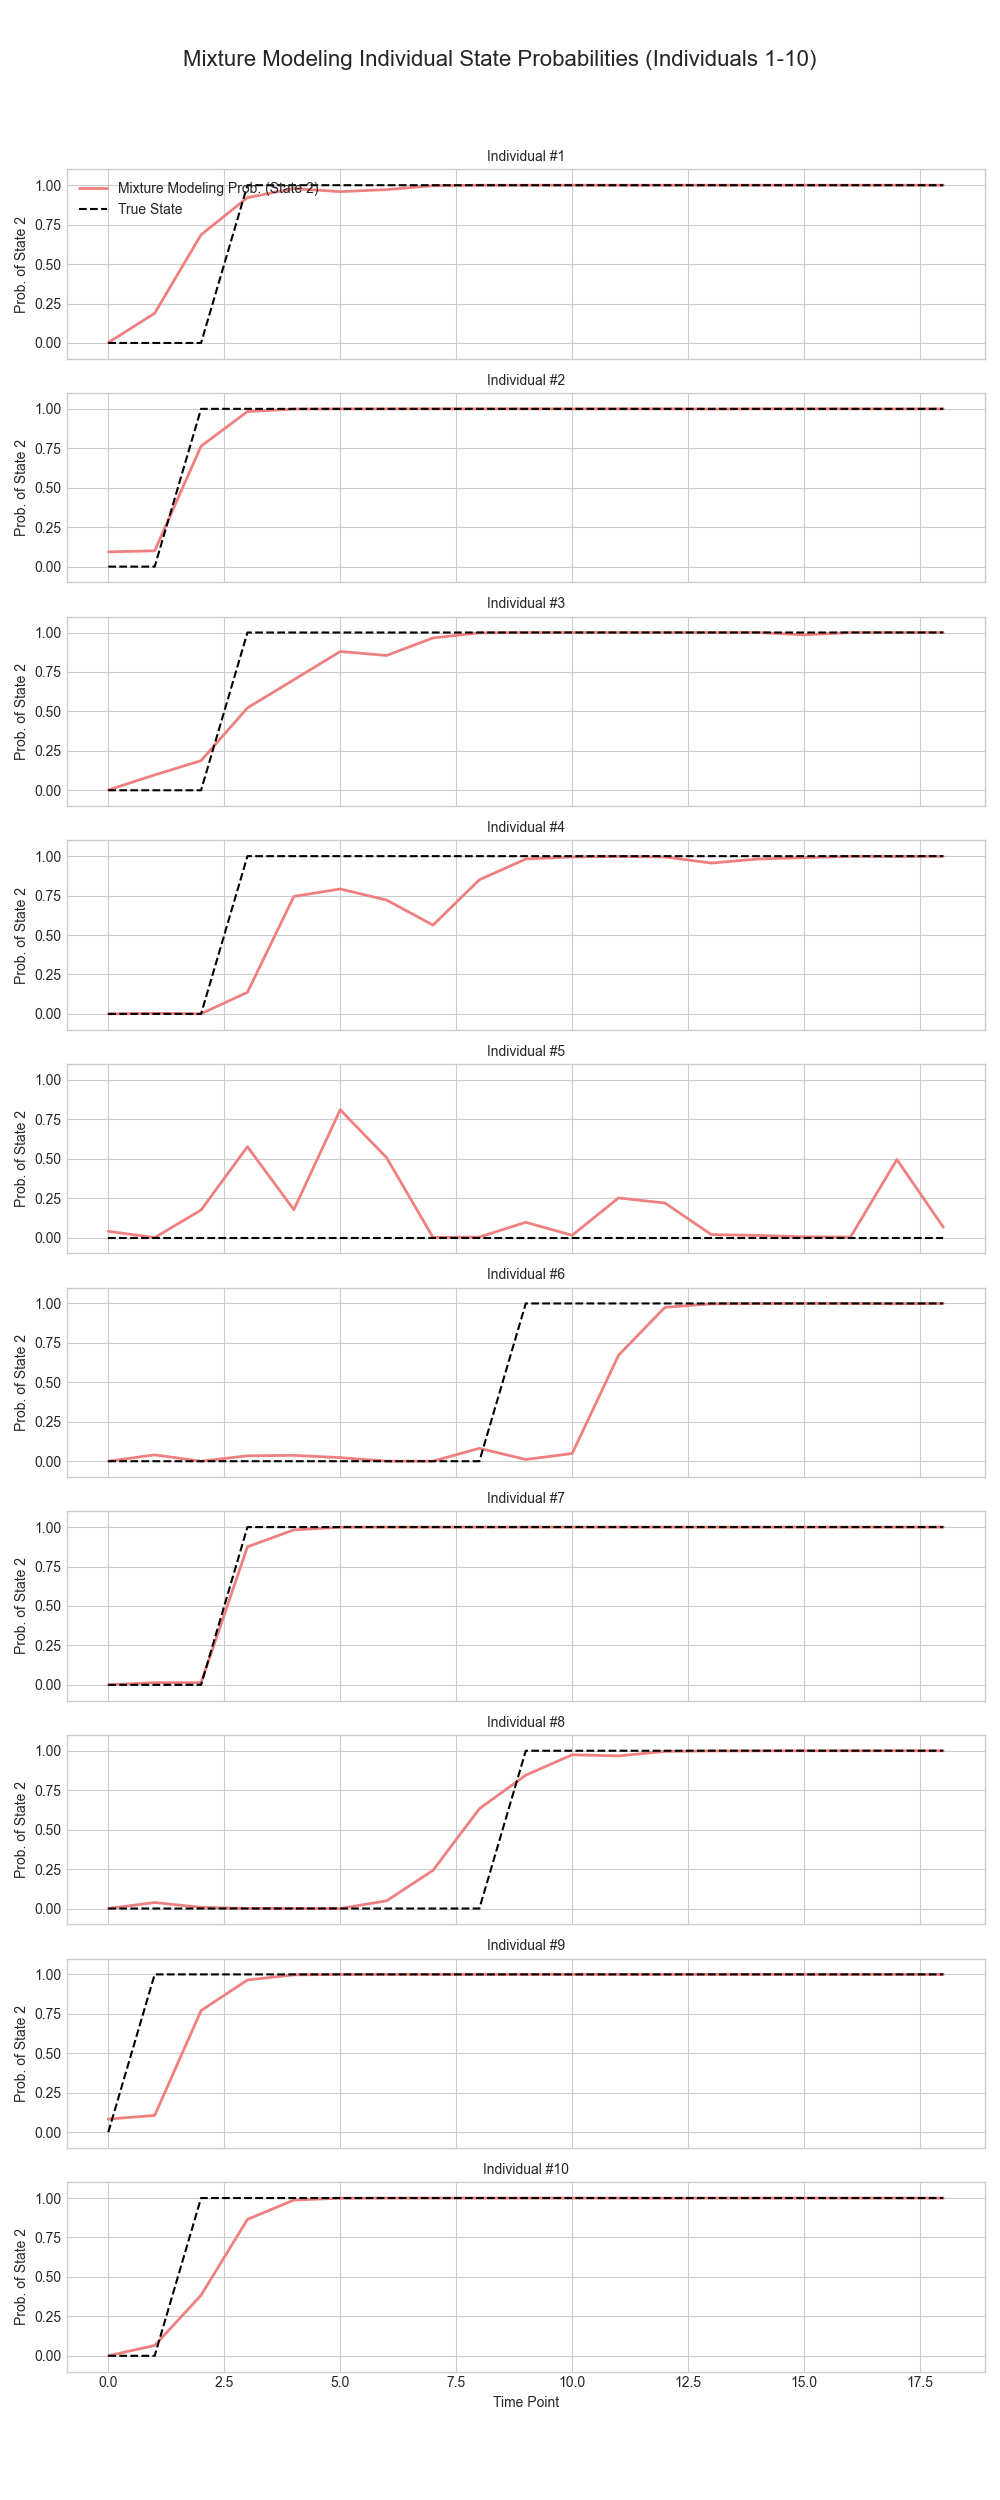 Mixture Modeling Individual State Probabilities (Individuals 1-10)
Individual #1
Mixture Modeling Prob. (State 2)
True State
1.00
0.75
0.50
0.25
0.00
Prob. of State 2
Individual #2
1.00
0.75
0.50
0.25
0.00
Prob. of State 2
Individual #3
1.00
0.75
0.50
0.25
0.00
Prob. of State 2
Individual #4
1.00
0.75
0.50
0.25
0.00
Prob. of State 2
Individual #5
1.00
0.75
0.50
0.25
0.00
Prob. of State 2
Individual #6
1.00
0.75
0.50
0.25
0.00
Prob. of State 2
Individual #7
1.00
0.75
0.50
0.25
0.00
Prob. of State 2
Individual #8
1.00
0.75
0.50
0.25
0.00
Prob. of State 2
Individual #9
1.00
0.75
0.50
0.25
0.00
Prob. of State 2
Individual #10
1.00
0.75
0.50
0.25
0.00
Prob. of State 2
0.0 2.5 5.0 7.5 10.0 12.5 15.0 17.5
Time Point